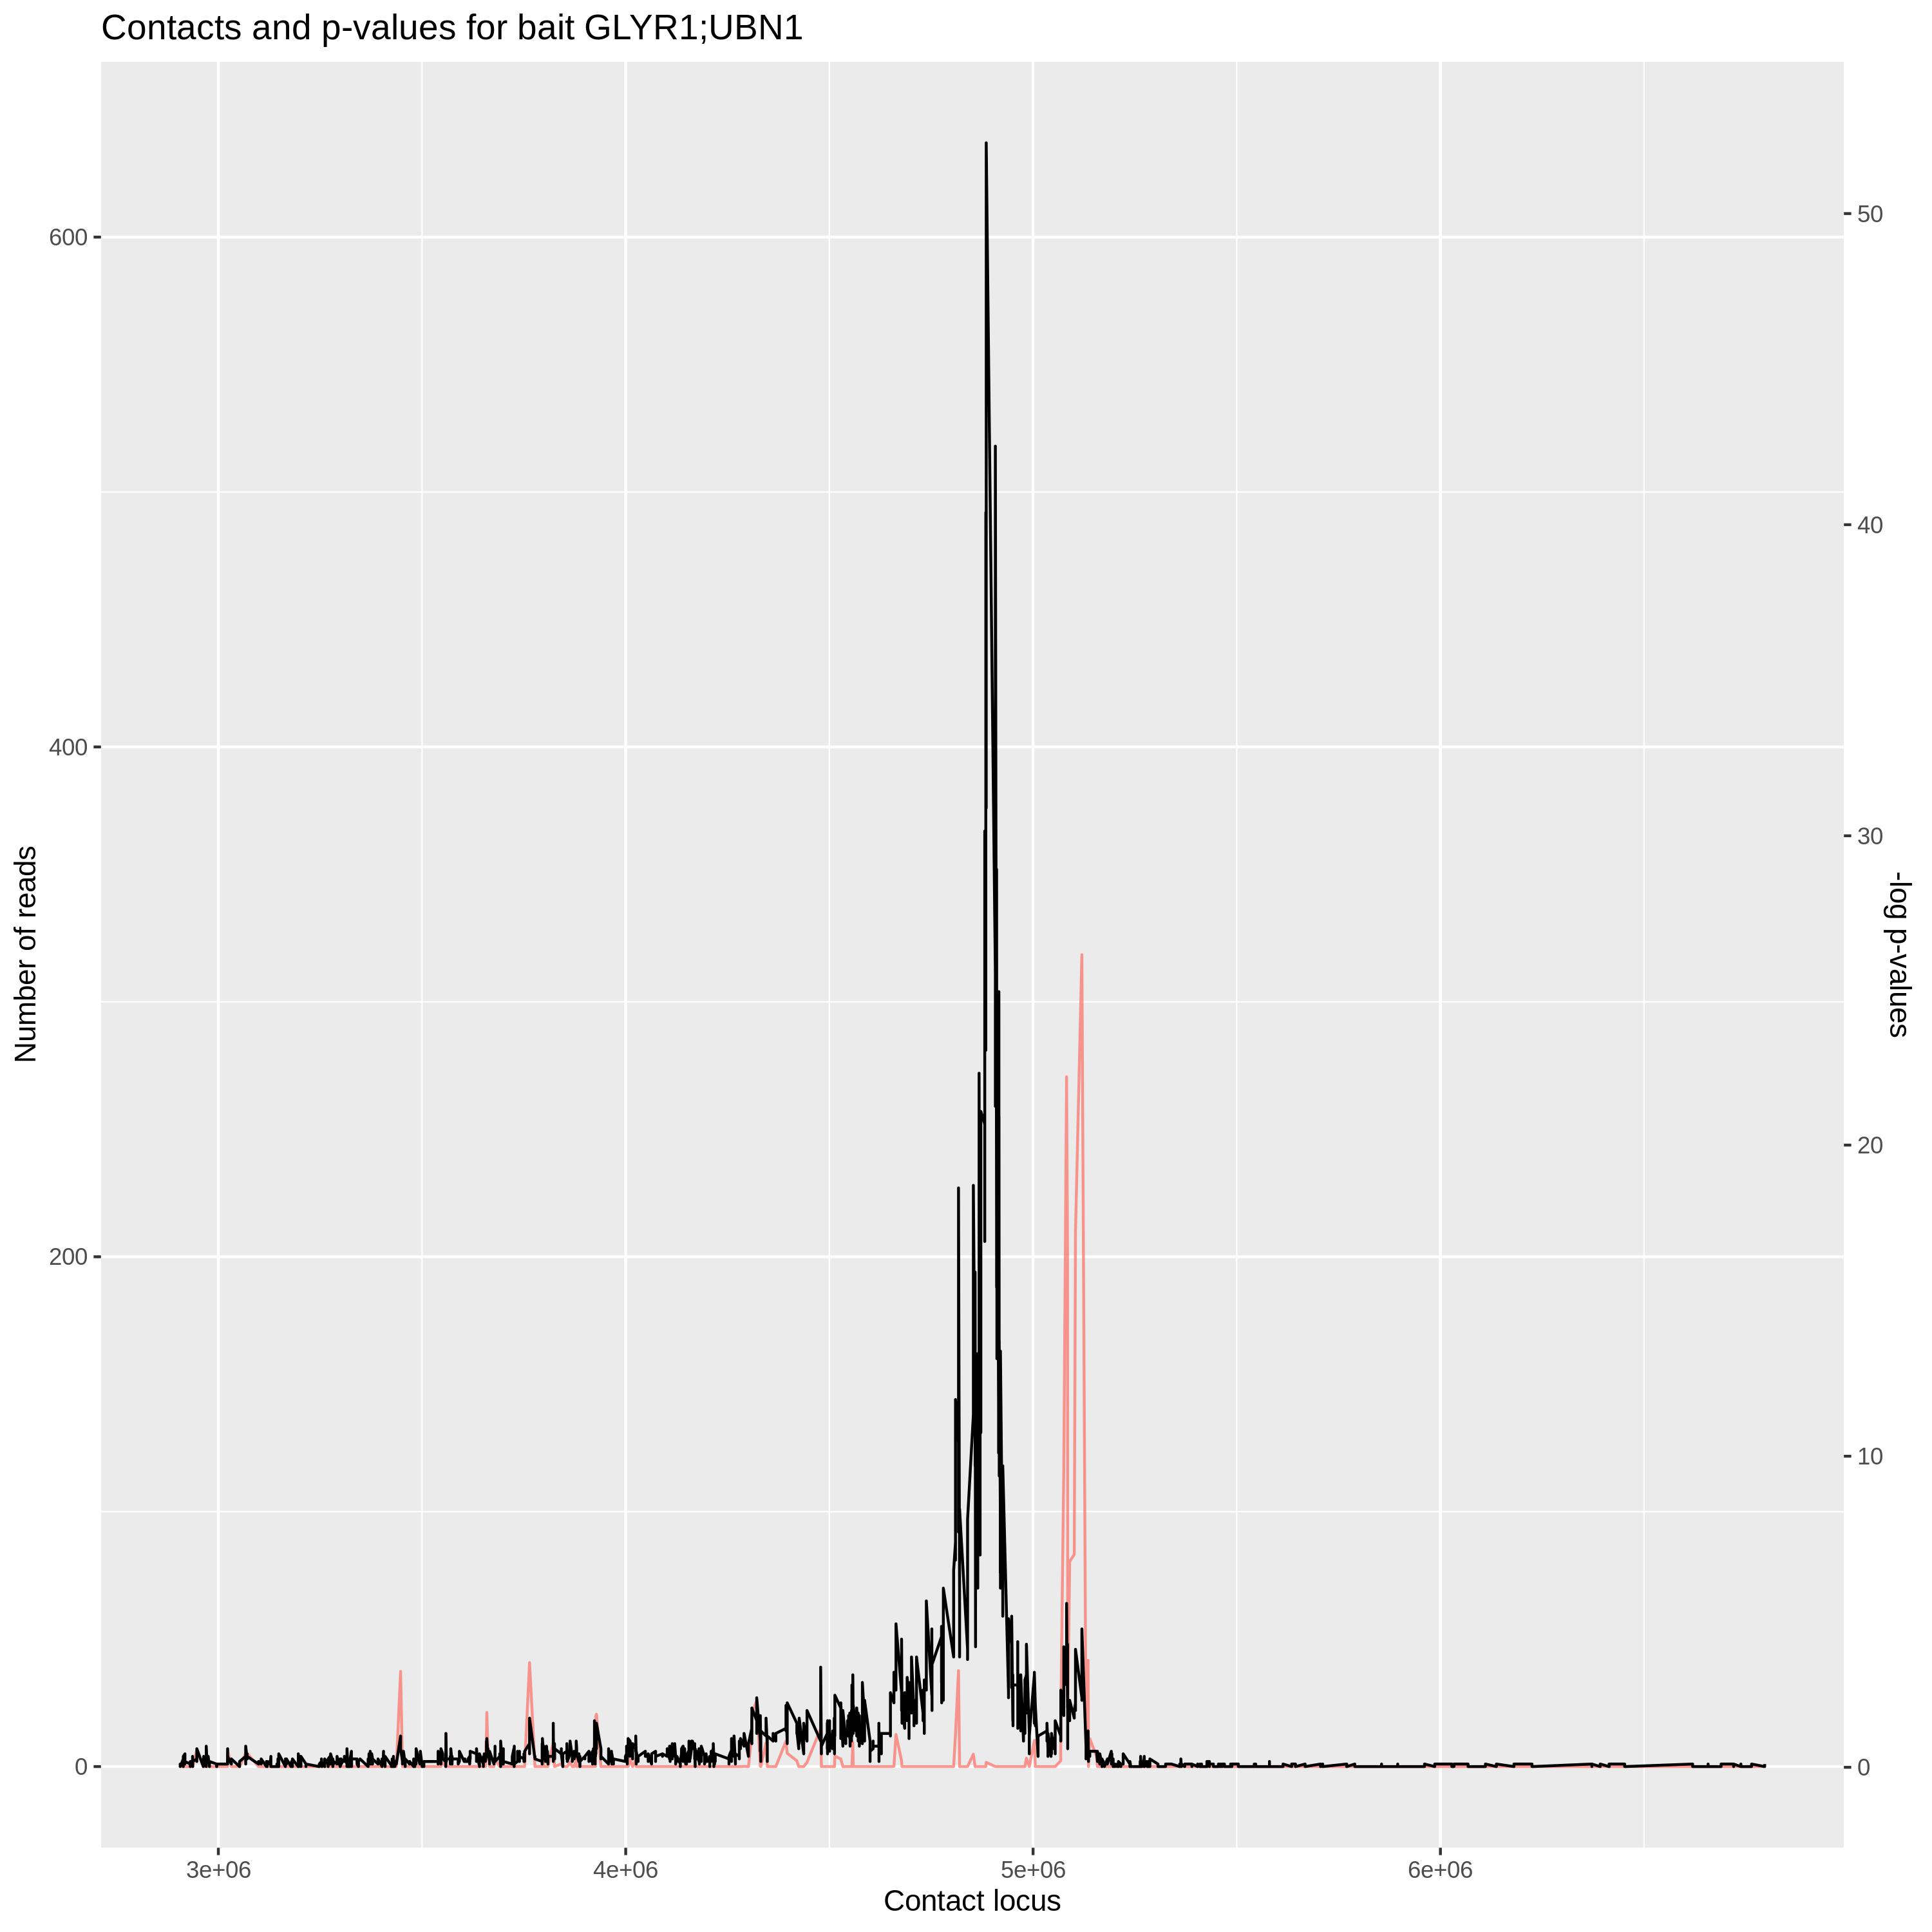 Contacts and p-values for bait GLYR1;UBN1
600
400
200
0
Number of reads
50
40
30
20
10
0
-log p-values
3e+06
4e+06
5e+06
6e+06
Contact locus